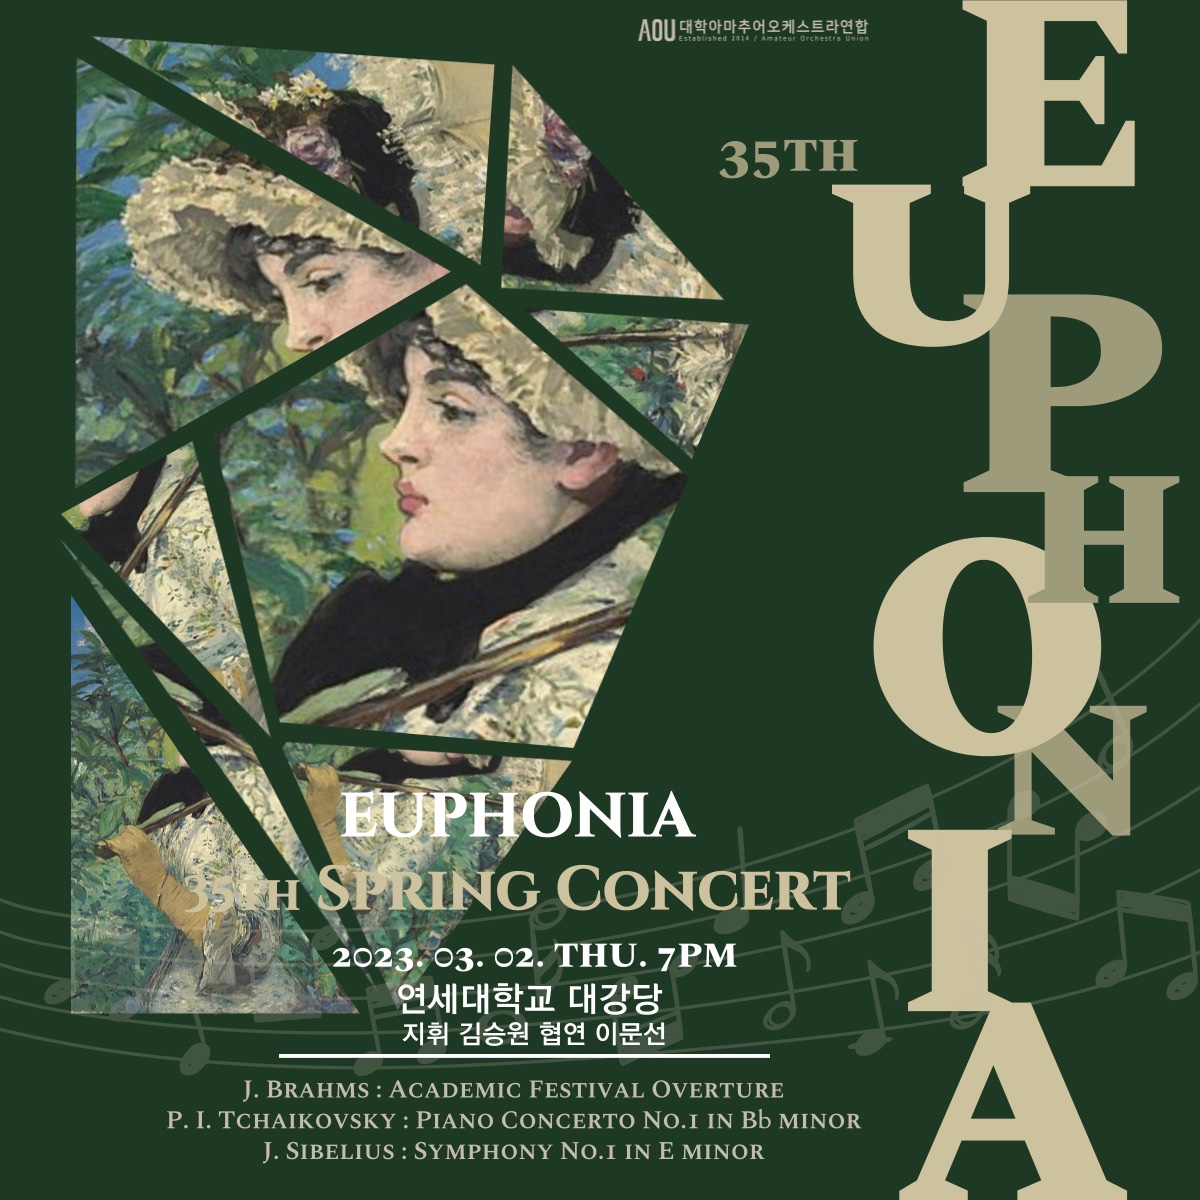 AOU 대학아마추어오케스트라연합
Established 2014 / Amateur Orchestra Union
35TH
EUPHONIA
EUPHONIA
35TH SPRING CONCERT
2023. 03. 02. THU. 7PM
연세대학교 대강당
지휘 김승원 협연 이문선
J. BRAHMS : ACADEMIC FESTIVAL OVERTURE
P. I. TCHAIKOVSKY : PIANO CONCERTO NO.1 IN B♭ MINOR
J. SIBELIUS : SYMPHONY NO.1 IN E MINOR